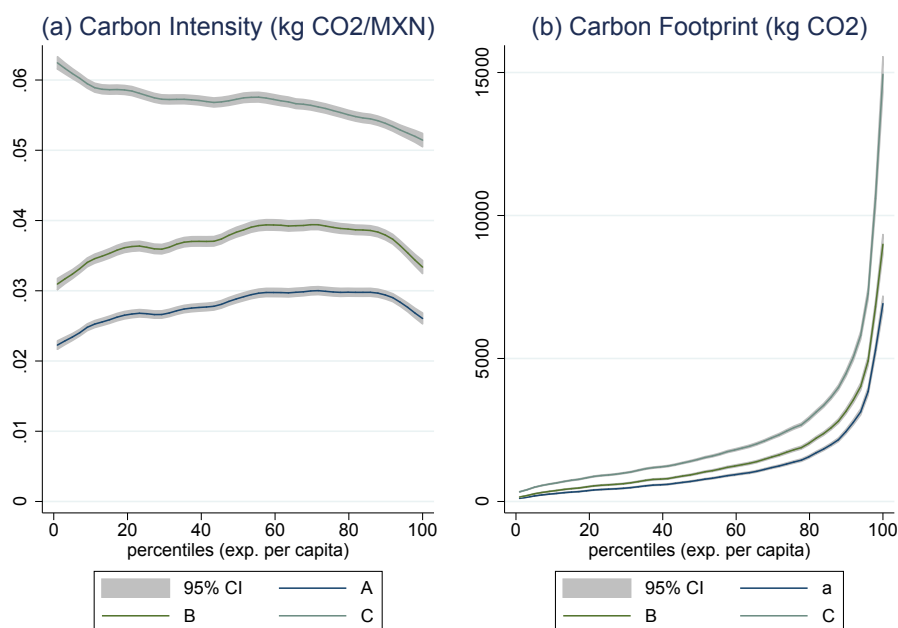 (a) Carbon Intensity (kg CO2/MXN)
.06
.05
.04
.03
.02
.01
0
0 20 40 60 80 100
percentiles (exp. per capita)
95% CI A
B C
(b) Carbon Footprint (kg CO2)
15000
10000
5000
0
0 20 40 60 80 100
percentiles (exp. per capita)
95% CI a
B C